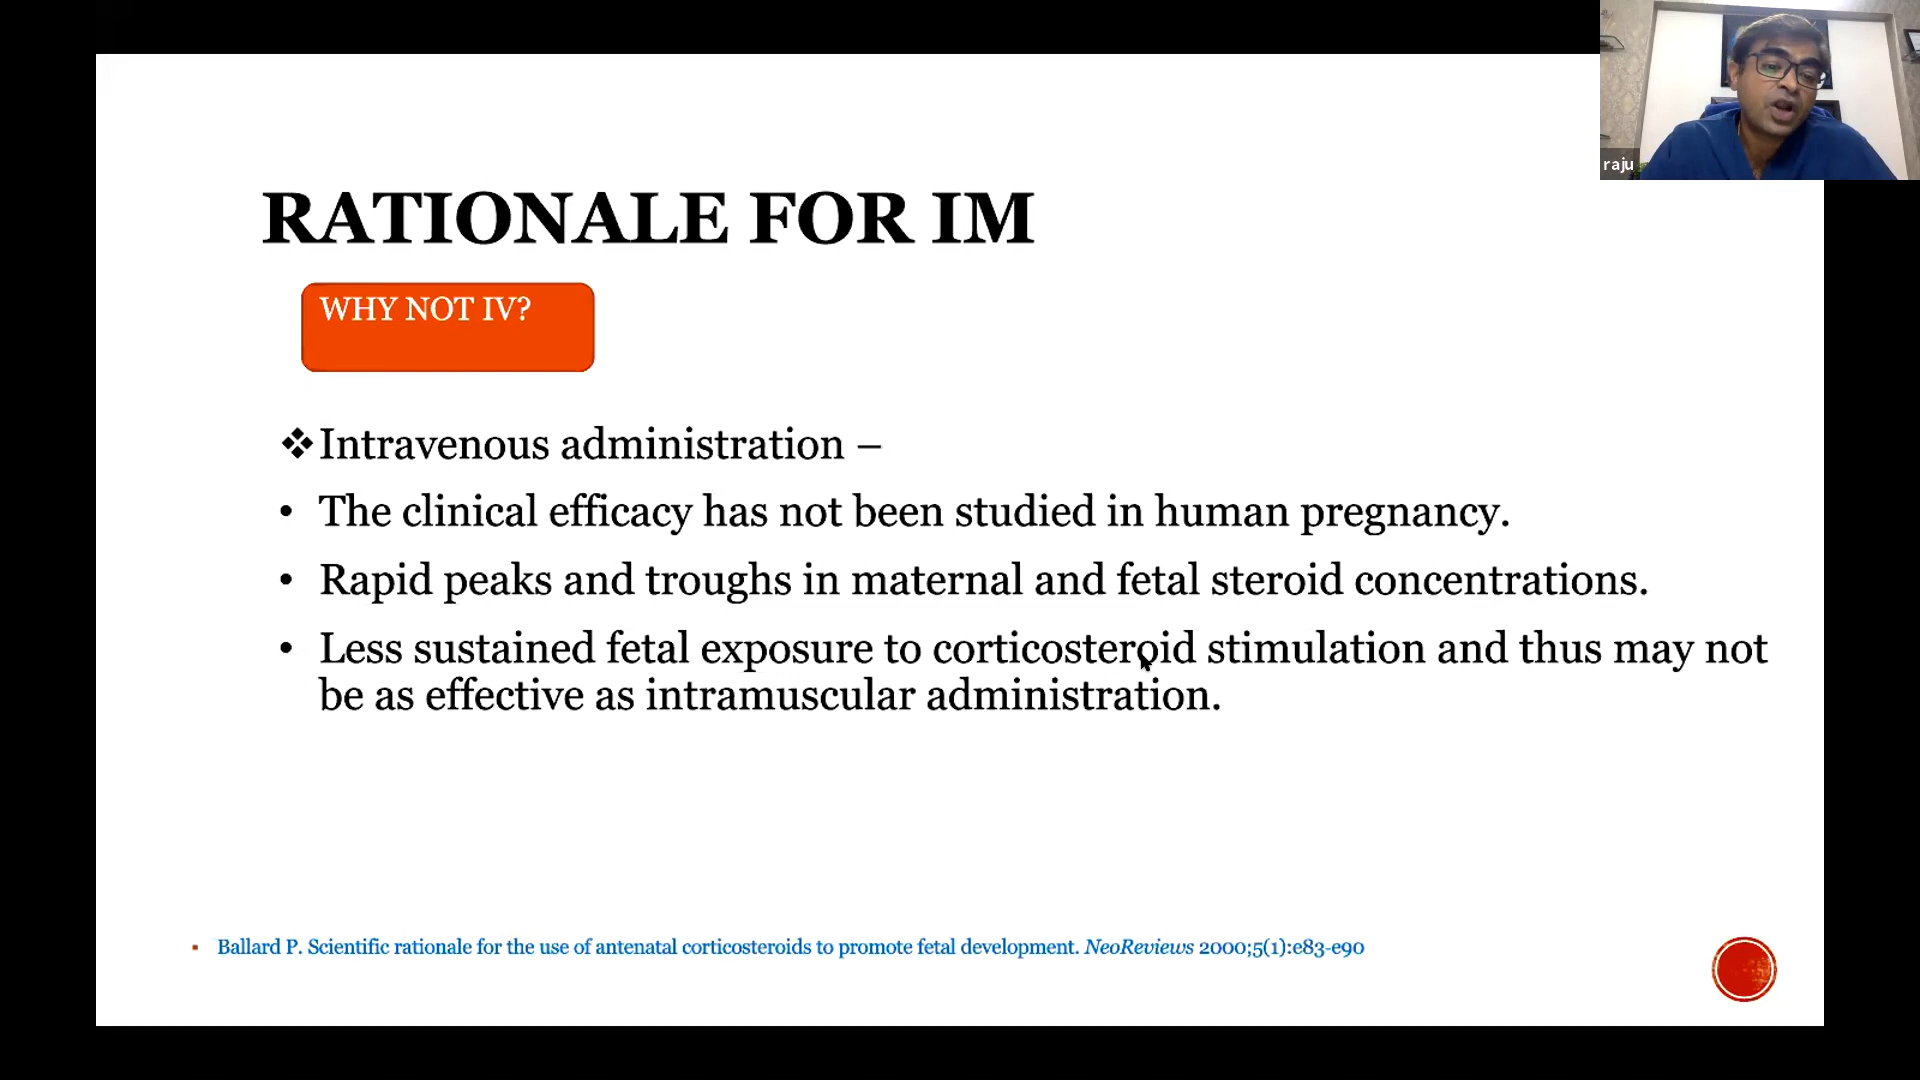 raju
RATIONALE FOR IM
WHY NOT IV?
❖Intravenous administration –
• The clinical efficacy has not been studied in human pregnancy.
• Rapid peaks and troughs in maternal and fetal steroid concentrations.
• Less sustained fetal exposure to corticosteroid stimulation and thus may not
be as effective as intramuscular administration.
▪ Ballard P. Scientific rationale for the use of antenatal corticosteroids to promote fetal development. NeoReviews 2000;5(1):e83-e90